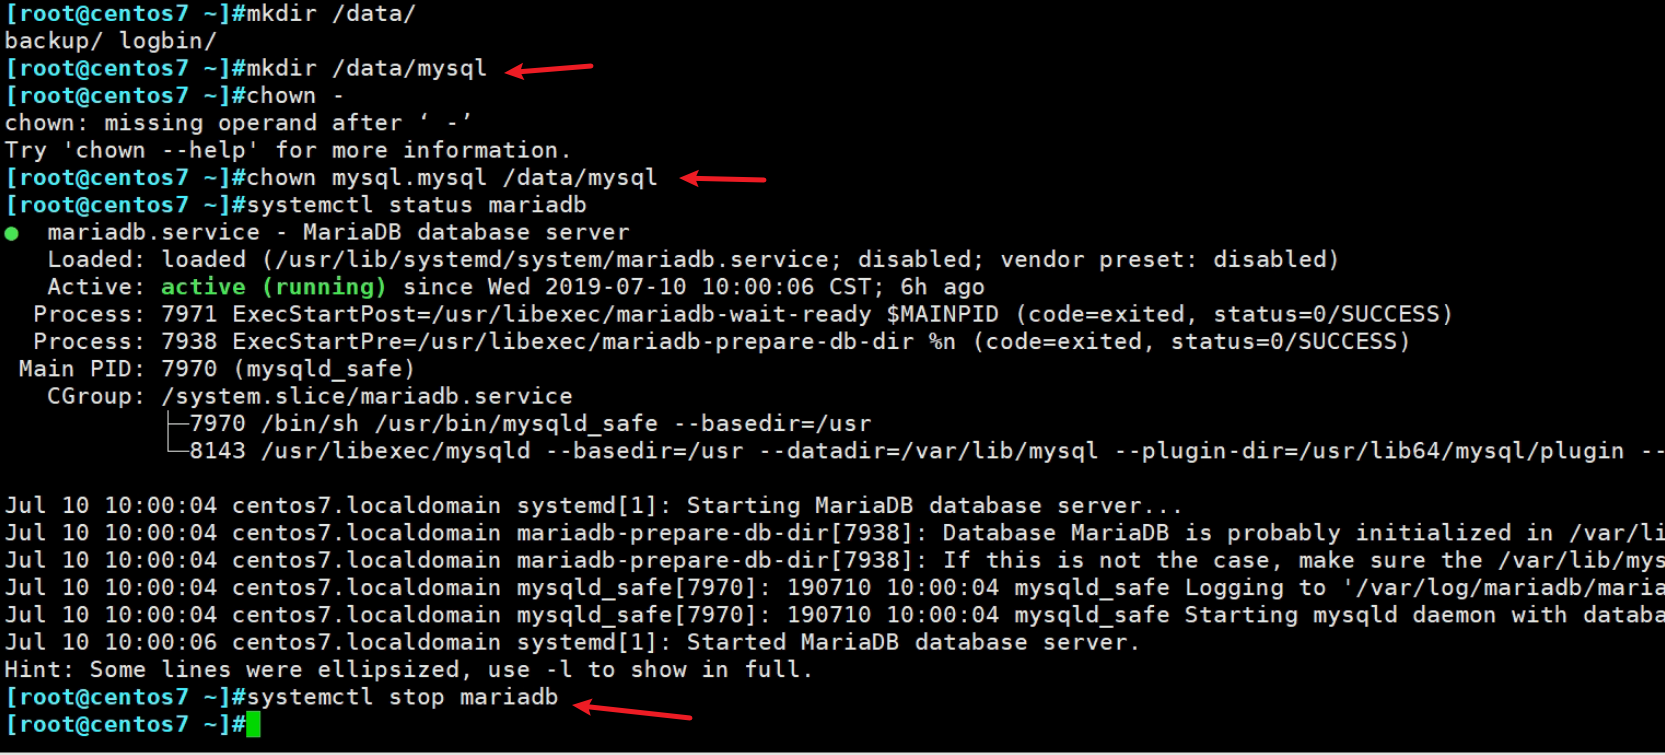 [root@centos7 ~]#mkdir /data/
backup/ logbin/
[root@centos7 ~]#mkdir /data/mysql
[root@centos7 ~]#chown -
chown: missing operand after ‘ -’
Try 'chown --help' for more information.
[root@centos7 ~]#chown mysql.mysql /data/mysql
[root@centos7 ~]#systemctl status mariadb
● mariadb.service - MariaDB database server
Loaded: loaded (/usr/lib/systemd/system/mariadb.service; disabled; vendor preset: disabled)
Active: active (running) since Wed 2019-07-10 10:00:06 CST; 6h ago
Process: 7971 ExecStartPost=/usr/libexec/mariadb-wait-ready $MAINPID (code=exited, status=0/SUCCESS)
Process: 7938 ExecStartPre=/usr/libexec/mariadb-prepare-db-dir %n (code=exited, status=0/SUCCESS)
Main PID: 7970 (mysqld_safe)
CGroup: /system.slice/mariadb.service
├─7970 /bin/sh /usr/bin/mysqld_safe --basedir=/usr
└─8143 /usr/libexec/mysqld --basedir=/usr --datadir=/var/lib/mysql --plugin-dir=/usr/lib64/mysql/plugin --
Jul 10 10:00:04 centos7.localdomain systemd[1]: Starting MariaDB database server...
Jul 10 10:00:04 centos7.localdomain mariadb-prepare-db-dir[7938]: Database MariaDB is probably initialized in /var/li
Jul 10 10:00:04 centos7.localdomain mariadb-prepare-db-dir[7938]: If this is not the case, make sure the /var/lib/mys
Jul 10 10:00:04 centos7.localdomain mysqld_safe[7970]: 190710 10:00:04 mysqld_safe Logging to '/var/log/mariadb/maria
Jul 10 10:00:04 centos7.localdomain mysqld_safe[7970]: 190710 10:00:04 mysqld_safe Starting mysqld daemon with databa
Jul 10 10:00:06 centos7.localdomain systemd[1]: Started MariaDB database server.
Hint: Some lines were ellipsized, use -l to show in full.
[root@centos7 ~]#systemctl stop mariadb
[root@centos7 ~]#